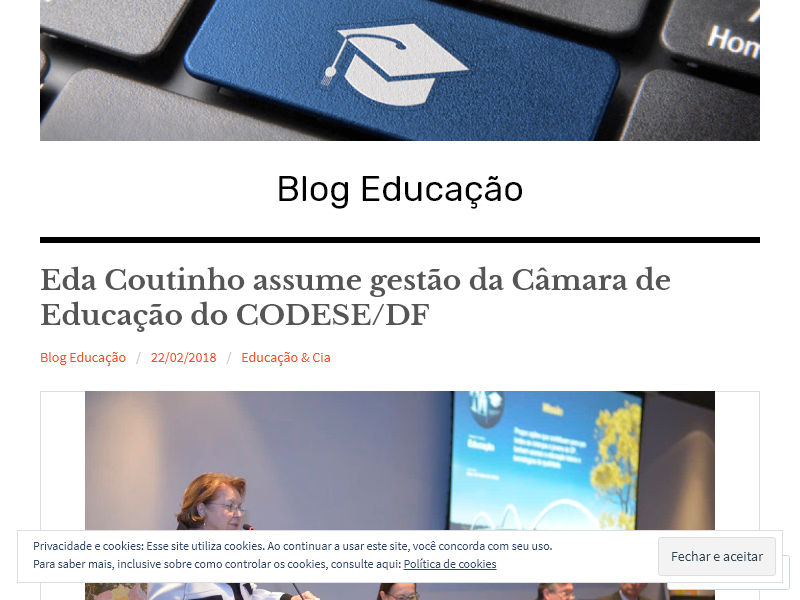 Hom
Blog Educação
Eda Coutinho assume gestão da Câmara de
Educação do CODESE/DF
Blog Educação / 22/02/2018 / Educação & Cia
Missão
Educação
Privacidade e cookies: Esse site utiliza cookies. Ao continuar a usar este site, você concorda com seu uso.
Para saber mais, inclusive sobre como controlar os cookies, consulte aqui: Política de cookies
Fechar e aceitar